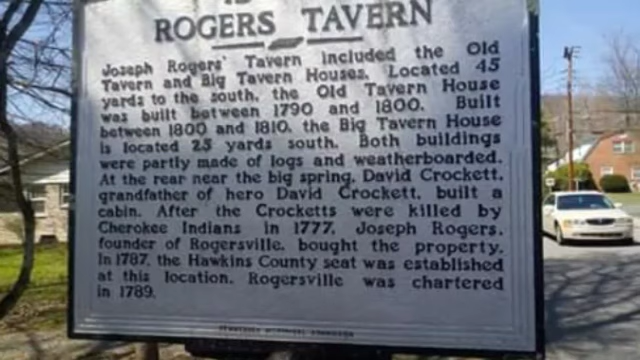 ROGERS TAVERN
Joseph Rogers' Tavern included the Old
Tavern and Big Tavern Houses. Located 45
yards to the south, the Old Tavern House
was built between 1790 and 1800. Built
between 1800 and 1810, the Big Tavern House
is located 25 yards south. Both buildings
were partly made of logs and weatherboarded.
At the rear near the big spring, David Crockett,
grandfather of hero David Crockett, built a
cabin. After the Crocketts were killed by
Cherokee Indians in 1777, Joseph Rogers,
founder of Rogersville, bought the property.
In 1787, the Hawkins County seat was established
at this location. Rogersville was chartered
in 1789.
TENNESSEE HISTORICAL COMMISSION